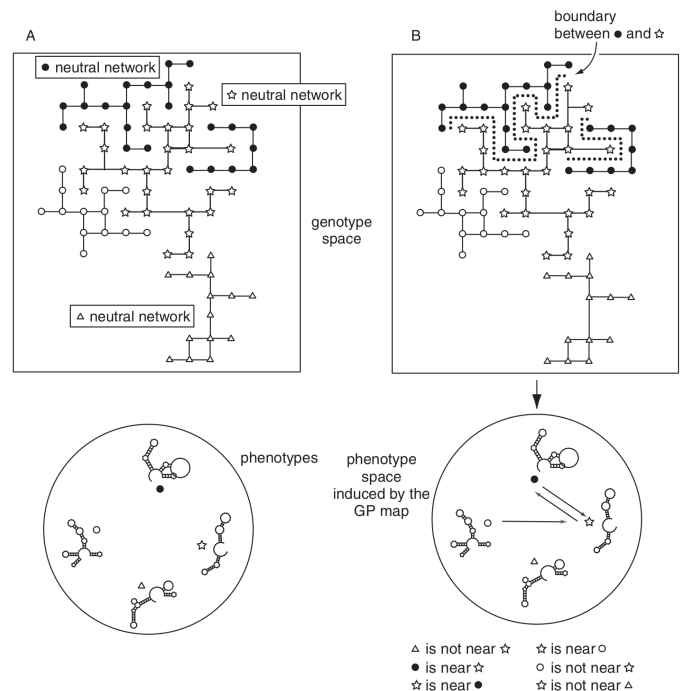 A
● neutral network
☆ neutral network
△ neutral network
genotype
space
B
boundary
between ● and ☆
phenotypes
phenotype
space
induced by the
GP map
△ is not near ☆
☆ is near ○
● is near ☆
○ is not near ☆
☆ is near ●
☆ is not near △